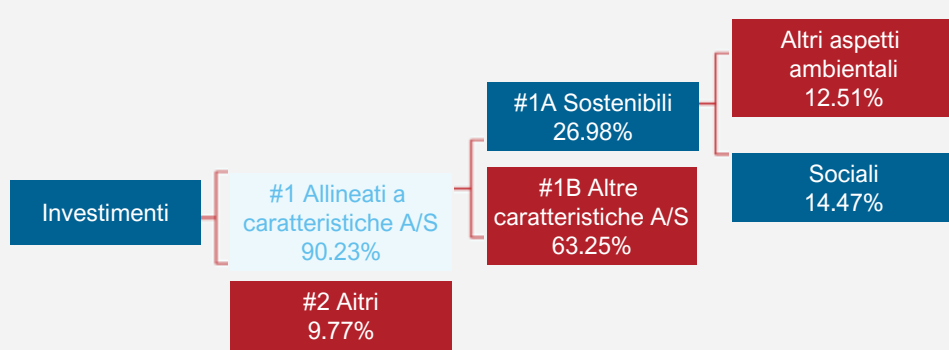 Investimenti
#1 Allineati a
caratteristiche A/S
90.23%
#2 Aitri
9.77%
#1A Sostenibili
26.98%
#1B Altre
caratteristiche A/S
63.25%
Altri aspetti
ambientali
12.51%
Sociali
14.47%